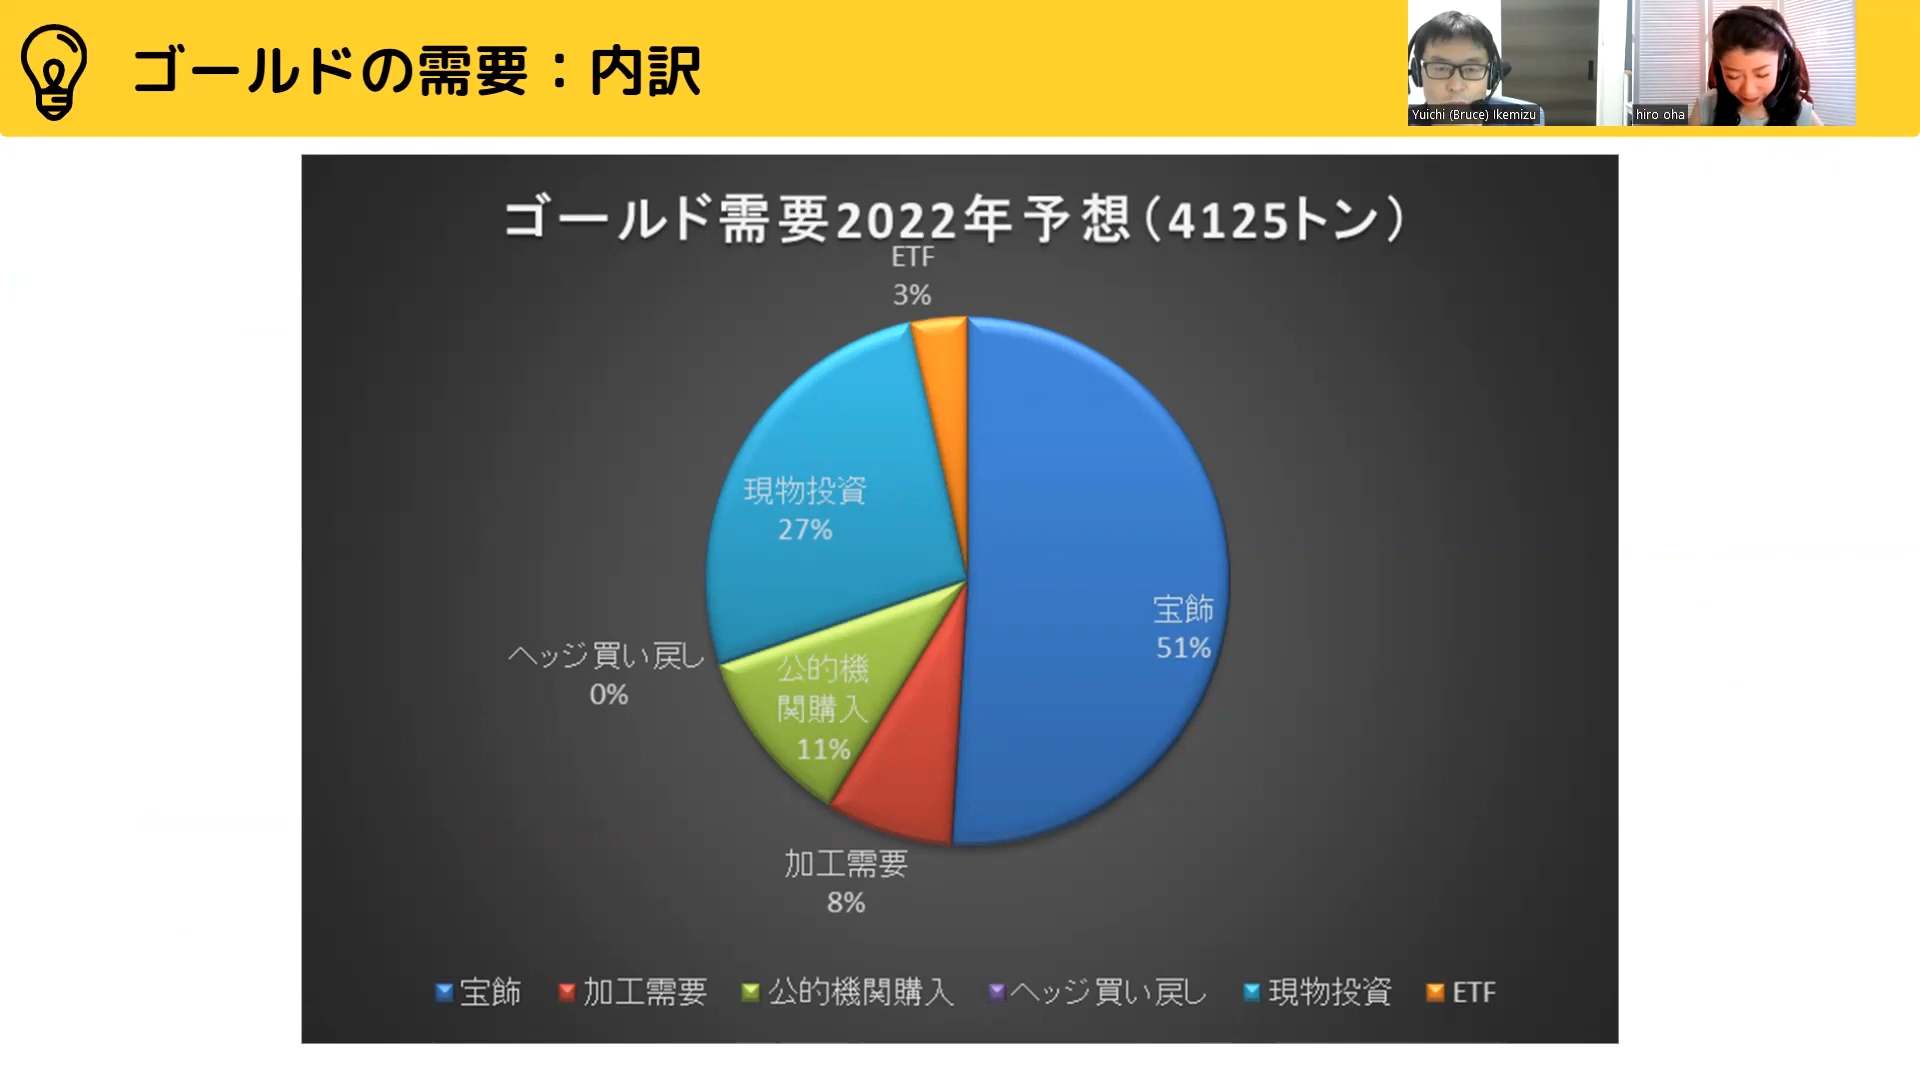 ゴールドの需要：内訳
Yuichi (Bruce) Ikemizu
hiro oha
ゴールド需要2022年予想（4125トン）
ETF
3%
現物投資
27%
宝飾
51%
ヘッジ買い戻し
0%
公的機
関購入
11%
加工需要
8%
宝飾 加工需要 公的機関購入 ヘッジ買い戻し 現物投資 ETF